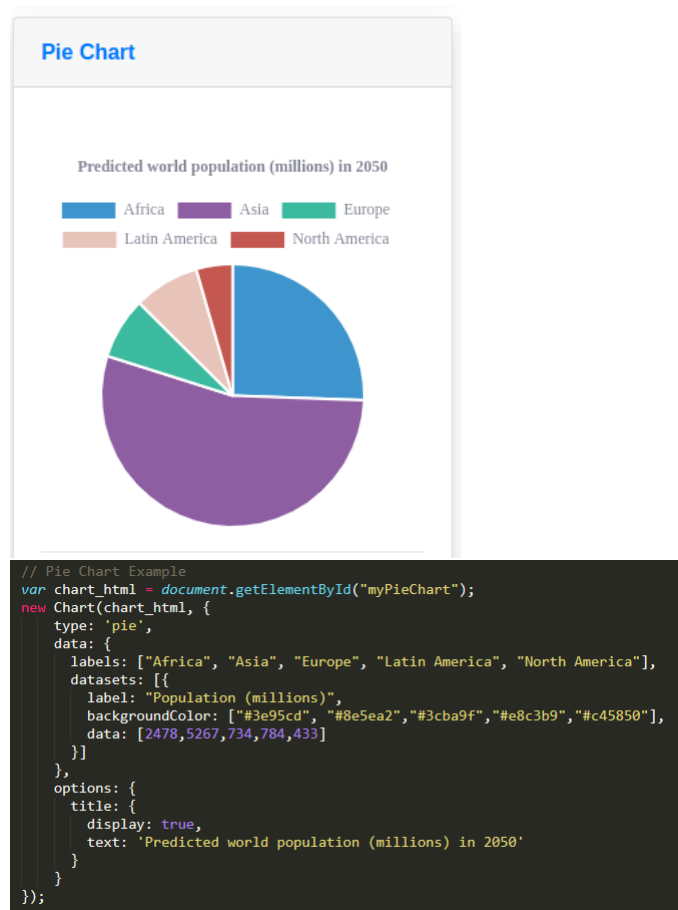 Pie Chart
Predicted world population (millions) in 2050
Africa Asia Europe
Latin America North America
// Pie Chart Example
var chart_html = document.getElementById("myPieChart");
new Chart(chart_html, {
type: 'pie',
data: {
labels: ["Africa", "Asia", "Europe", "Latin America", "North America"],
datasets: [{
label: "Population (millions)",
backgroundColor: ["#3e95cd", "#8e5ea2","#3cba9f","#e8c3b9","#c45850"],
data: [2478,5267,734,784,433]
}]
},
options: {
title: {
display: true,
text: 'Predicted world population (millions) in 2050'
}
}
});